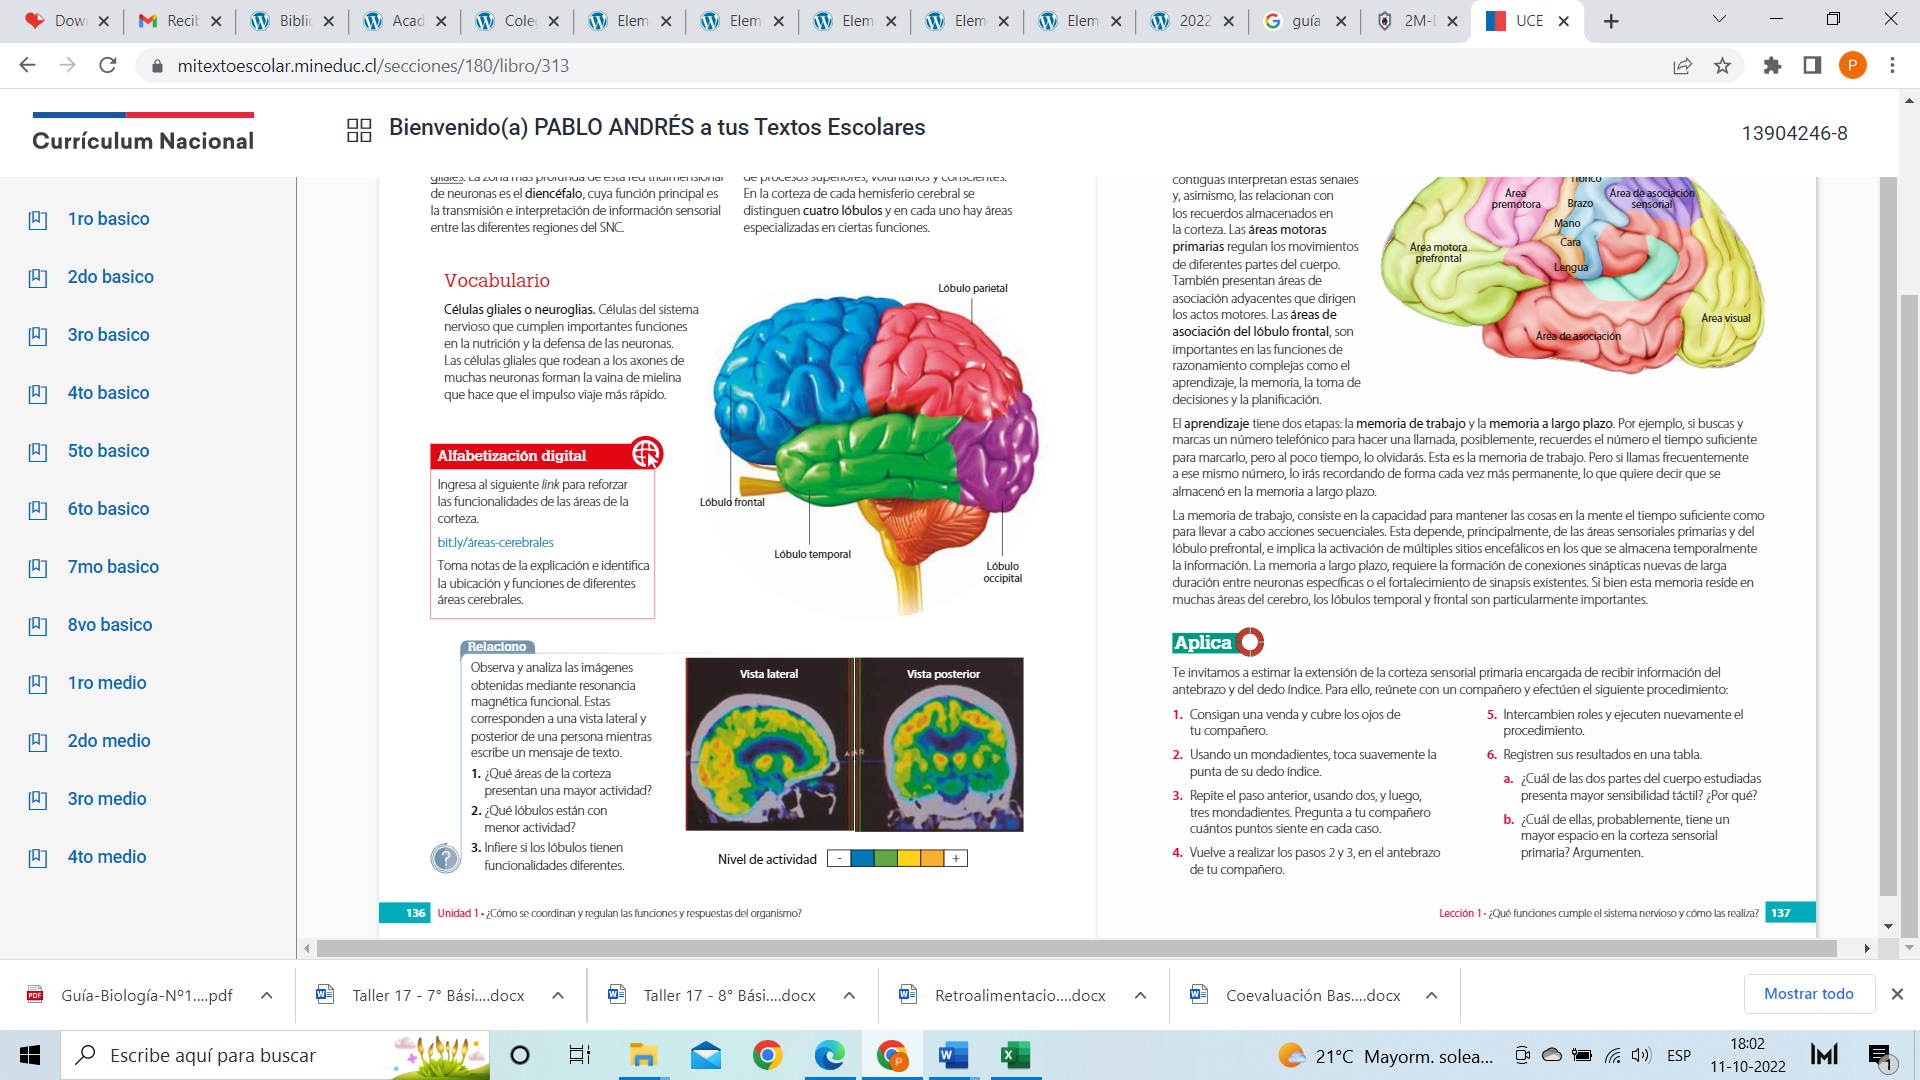 Dow
Recib
Biblic
Acad
Coleg
Elem
Elem
Elem
Elem
Elem
2022
guía
2M-
UCE
mitextoescolar.mineduc.cl/secciones/180/libro/313
P
Currículum Nacional
Bienvenido(a) PABLO ANDRÉS a tus Textos Escolares
13904246-8
1ro basico
2do basico
3ro basico
4to basico
5to basico
6to basico
7mo basico
8vo basico
1ro medio
2do medio
3ro medio
4to medio
gliales. La zona más profunda de esta red tridimensional
de neuronas es el diencéfalo, cuya función principal es
la transmisión e interpretación de información sensorial
entre las diferentes regiones del SNC.
de procesos superiores, voluntarios y conscientes.
En la corteza de cada hemisferio cerebral se
distinguen cuatro lóbulos y en cada uno hay áreas
especializadas en ciertas funciones.
Vocabulario
Células gliales o neuroglias. Células del sistema
nervioso que cumplen importantes funciones
en la nutrición y la defensa de las neuronas.
Las células gliales que rodean a los axones de
muchas neuronas forman la vaina de mielina
que hace que el impulso viaje más rápido.
Alfabetización digital
Ingresa al siguiente link para reforzar
las funcionalidades de las áreas de la
corteza.
bit.ly/áreas-cerebrales
Toma notas de la explicación e identifica
la ubicación y funciones de diferentes
áreas cerebrales.
Lóbulo parietal
Lóbulo frontal
Lóbulo temporal
Lóbulo
occipital
Relaciono
Observa y analiza las imágenes
obtenidas mediante resonancia
magnética funcional. Estas
corresponden a una vista lateral y
posterior de una persona mientras
escribe un mensaje de texto.
1. ¿Qué áreas de la corteza
presentan una mayor actividad?
2. ¿Qué lóbulos están con
menor actividad?
3. Infiere si los lóbulos tienen
funcionalidades diferentes.
?
Vista lateral
Vista posterior
Nivel de actividad
-
+
136
Unidad 1 • ¿Cómo se coordinan y regulan las funciones y respuestas del organismo?
contiguas interpretan estas señales
y, asimismo, las relacionan con
los recuerdos almacenados en
la corteza. Las áreas motoras
primarias regulan los movimientos
de diferentes partes del cuerpo.
También presentan áreas de
asociación adyacentes que dirigen
los actos motores. Las áreas de
asociación del lóbulo frontal, son
importantes en las funciones de
razonamiento complejas como el
aprendizaje, la memoria, la toma de
decisiones y la planificación.
Área
premotora
Tronco
Brazo
Mano
Cara
Lengua
Área de asociación
sensorial
Área motora
prefrontal
Área visual
Área de asociación
El aprendizaje tiene dos etapas: la memoria de trabajo y la memoria a largo plazo. Por ejemplo, si buscas y
marcas un número telefónico para hacer una llamada, posiblemente, recuerdes el número el tiempo suficiente
para marcarlo, pero al poco tiempo, lo olvidarás. Esta es la memoria de trabajo. Pero si llamas frecuentemente
a ese mismo número, lo irás recordando de forma cada vez más permanente, lo que quiere decir que se
almacenó en la memoria a largo plazo.
La memoria de trabajo, consiste en la capacidad para mantener las cosas en la mente el tiempo suficiente como
para llevar a cabo acciones secuenciales. Esta depende, principalmente, de las áreas sensoriales primarias y del
lóbulo prefrontal, e implica la activación de múltiples sitios encefálicos en los que se almacena temporalmente
la información. La memoria a largo plazo, requiere la formación de conexiones sinápticas nuevas de larga
duración entre neuronas específicas o el fortalecimiento de sinapsis existentes. Si bien esta memoria reside en
muchas áreas del cerebro, los lóbulos temporal y frontal son particularmente importantes.
Aplica
Te invitamos a estimar la extensión de la corteza sensorial primaria encargada de recibir información del
antebrazo y del dedo índice. Para ello, reúnete con un compañero y efectúen el siguiente procedimiento:
1. Consigan una venda y cubre los ojos de
tu compañero.
2. Usando un mondadientes, toca suavemente la
punta de su dedo índice.
3. Repite el paso anterior, usando dos, y luego,
tres mondadientes. Pregunta a tu compañero
cuántos puntos siente en cada caso.
4. Vuelve a realizar los pasos 2 y 3, en el antebrazo
de tu compañero.
5. Intercambien roles y ejecuten nuevamente el
procedimiento.
6. Registren sus resultados en una tabla.
a. ¿Cuál de las dos partes del cuerpo estudiadas
presenta mayor sensibilidad táctil? ¿Por qué?
b. ¿Cuál de ellas, probablemente, tiene un
mayor espacio en la corteza sensorial
primaria? Argumenten.
Lección 1 • ¿Qué funciones cumple el sistema nervioso y cómo las realiza?
137
Guía-Biología-Nº1....pdf
Taller 17 - 7° Bási....docx
Taller 17 - 8° Bási....docx
Retroalimentacio....docx
Coevaluación Bas....docx
Mostrar todo
Escribe aquí para buscar
21°C Mayorm. solea...
ESP
18:02
11-10-2022
1